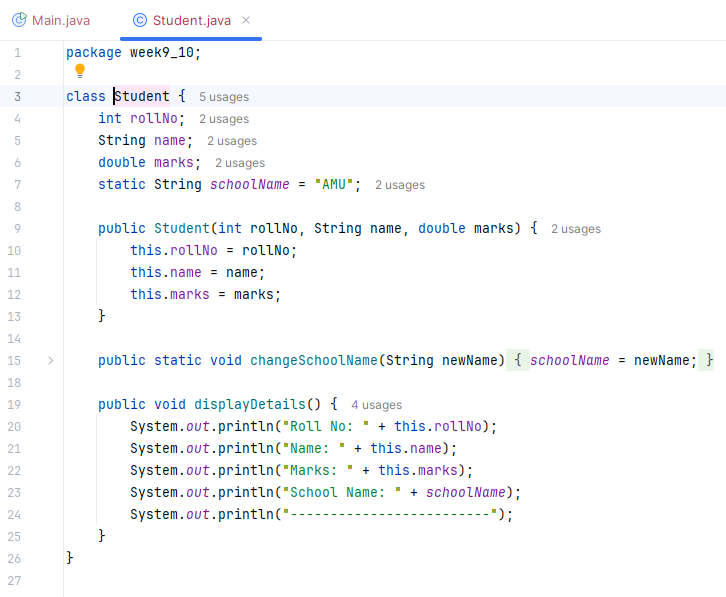 Main.java Student.java ×
1 package week9_10;
2
3 class Student { 5 usages
4 int rollNo; 2 usages
5 String name; 2 usages
6 double marks; 2 usages
7 static String schoolName = "AMU"; 2 usages
8
9 public Student(int rollNo, String name, double marks) { 2 usages
10 this.rollNo = rollNo;
11 this.name = name;
12 this.marks = marks;
13 }
14
15 public static void changeSchoolName(String newName) { schoolName = newName; }
18
19 public void displayDetails() { 4 usages
20 System.out.println("Roll No: " + this.rollNo);
21 System.out.println("Name: " + this.name);
22 System.out.println("Marks: " + this.marks);
23 System.out.println("School Name: " + schoolName);
24 System.out.println("-------------------------");
25 }
26 }
27